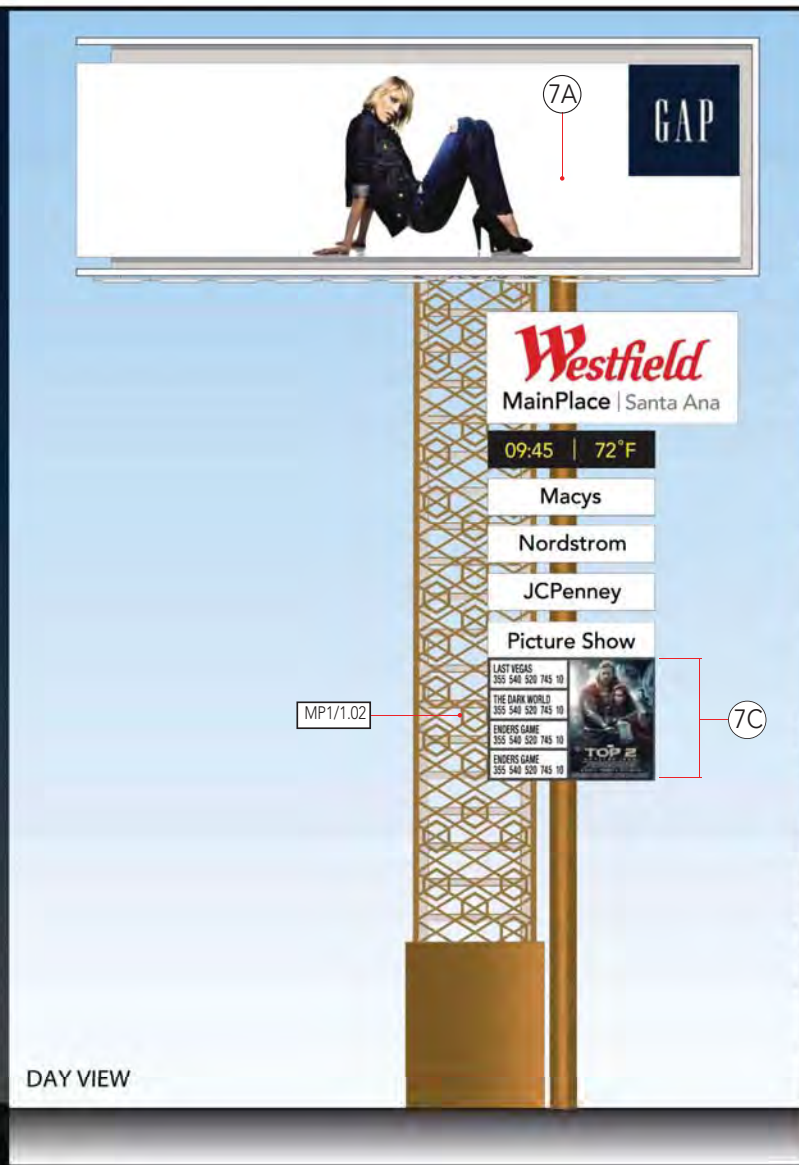 7A
GAP
Westfield
MainPlace | Santa Ana
09:45 | 72°F
Macys
Nordstrom
JCPenney
Picture Show
LAST VEGAS
355 540 520 745 10
THE DARK WORLD
355 540 520 745 10
ENDERS GAME
355 540 520 745 10
ENDERS GAME
355 540 520 745 10
TOP 2
7C
MP1/1.02
DAY VIEW